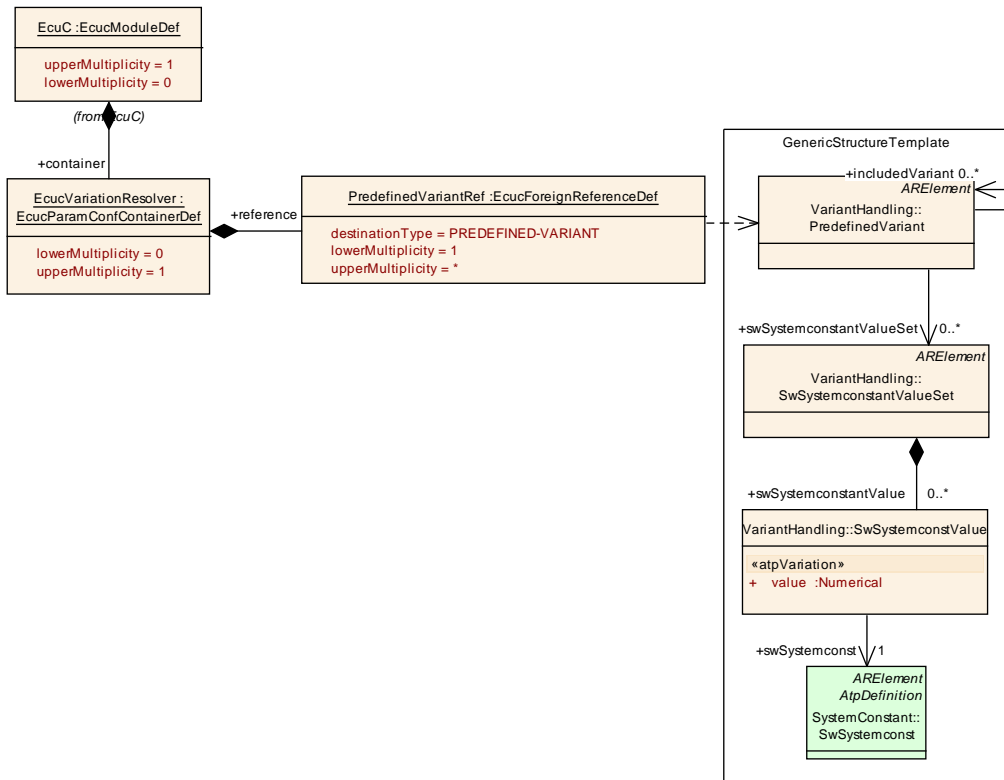 EcuC :EcucModuleDef
upperMultiplicity = 1
lowerMultiplicity = 0
(from EcuC)
+container
EcucVariationResolver :
EcucParamConfContainerDef
lowerMultiplicity = 0
upperMultiplicity = 1
+reference
PredefinedVariantRef :EcucForeignReferenceDef
destinationType = PREDEFINED-VARIANT
lowerMultiplicity = 1
upperMultiplicity = *
GenericStructureTemplate
+includedVariant 0..*
ARElement
VariantHandling::
PredefinedVariant
+swSystemconstantValueSet 0..*
ARElement
VariantHandling::
SwSystemconstantValueSet
+swSystemconstantValue 0..*
VariantHandling::SwSystemconstValue
«atpVariation»
+ value :Numerical
+swSystemconst 1
ARElement
AtpDefinition
SystemConstant::
SwSystemconst